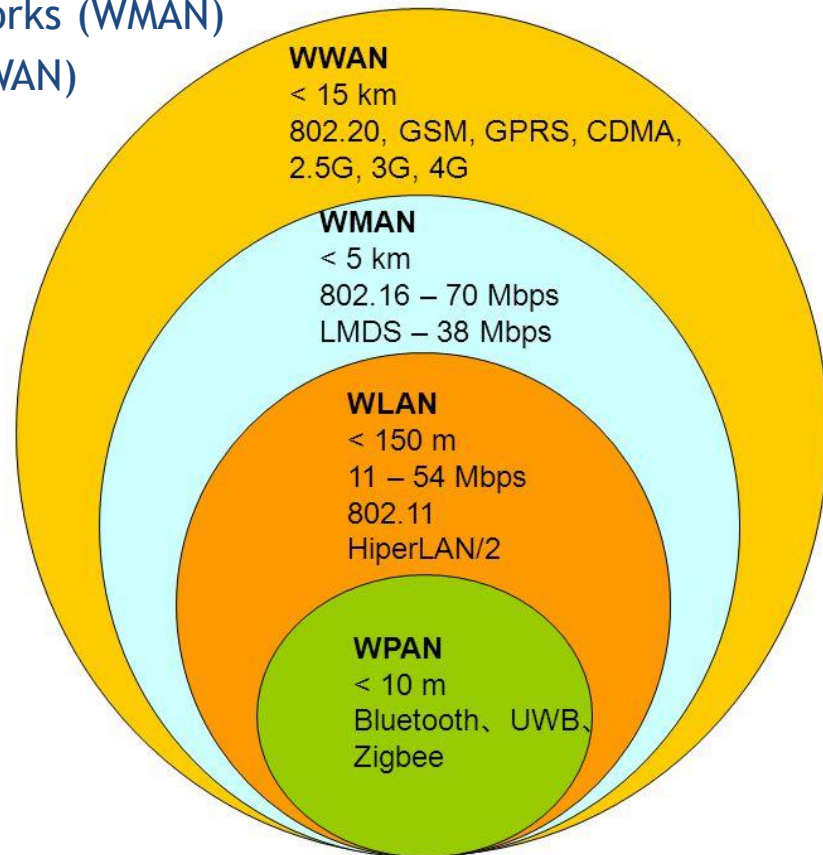 orks (WMAN)
WAN)
WWAN
< 15 km
802.20, GSM, GPRS, CDMA,
2.5G, 3G, 4G
WMAN
< 5 km
802.16 – 70 Mbps
LMDS – 38 Mbps
WLAN
< 150 m
11 – 54 Mbps
802.11
HiperLAN/2
WPAN
< 10 m
Bluetooth、UWB、
Zigbee